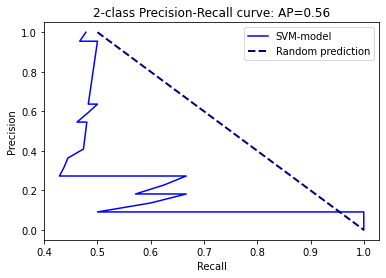 2-class Precision-Recall curve: AP=0.56
SVM-model
Random prediction
Precision
1.0
0.8
0.6
0.4
0.2
0.0
0.4 0.5 0.6 0.7 0.8 0.9 1.0
Recall